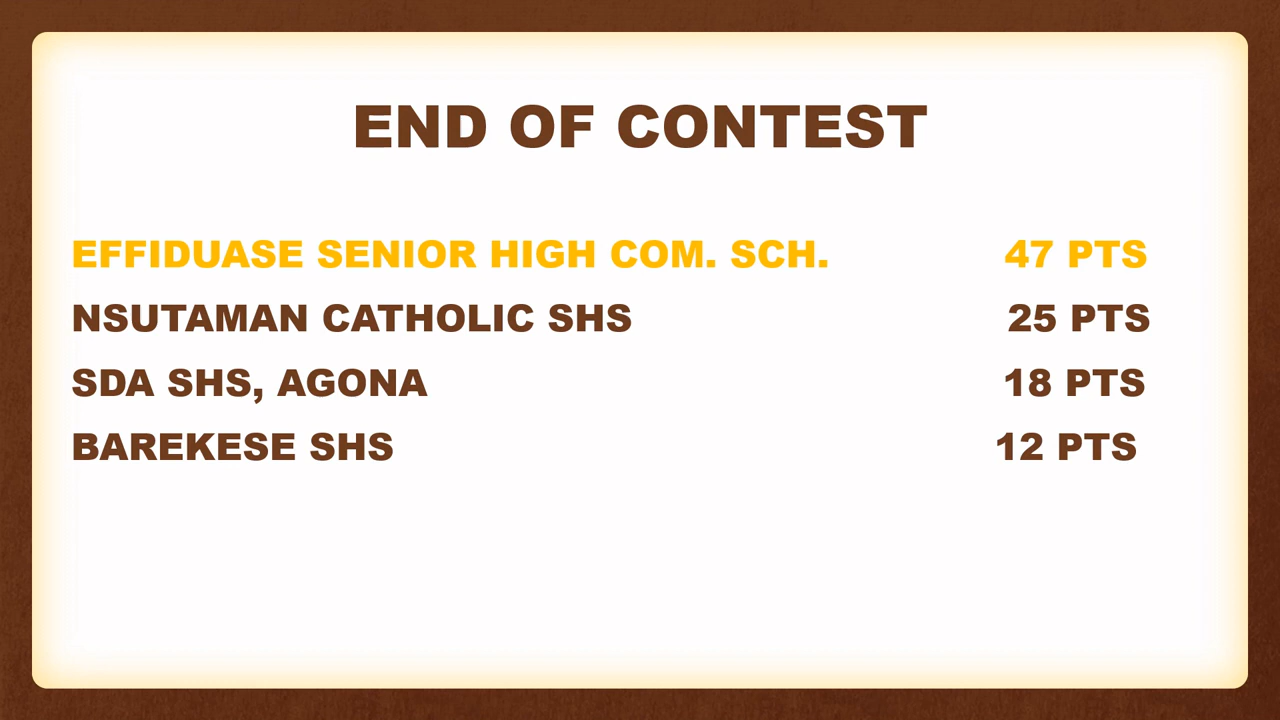 END OF CONTEST
EFFIDUASE SENIOR HIGH COM. SCH. 47 PTS
NSUTAMAN CATHOLIC SHS 25 PTS
SDA SHS, AGONA 18 PTS
BAREKESE SHS 12 PTS